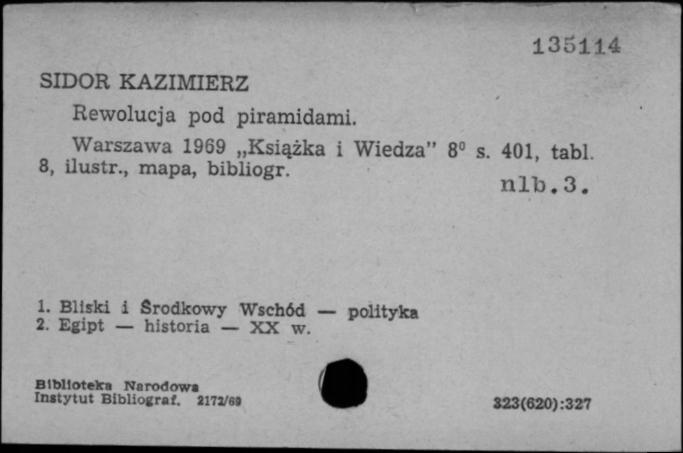 135114
SIDOR KAZIMIERZ
Rewolucja pod piramidami.
Warszawa 1969 „Książka i Wiedza” 8° s. 401, tabl.
8, ilustr., mapa, bibliogr.
nlb.3.
1. Bliski i Środkowy Wschód — polityka
2. Egipt — historia — XX w.
Biblioteka Narodowa
Instytut Bibliograf. 2172/69
323(620):327